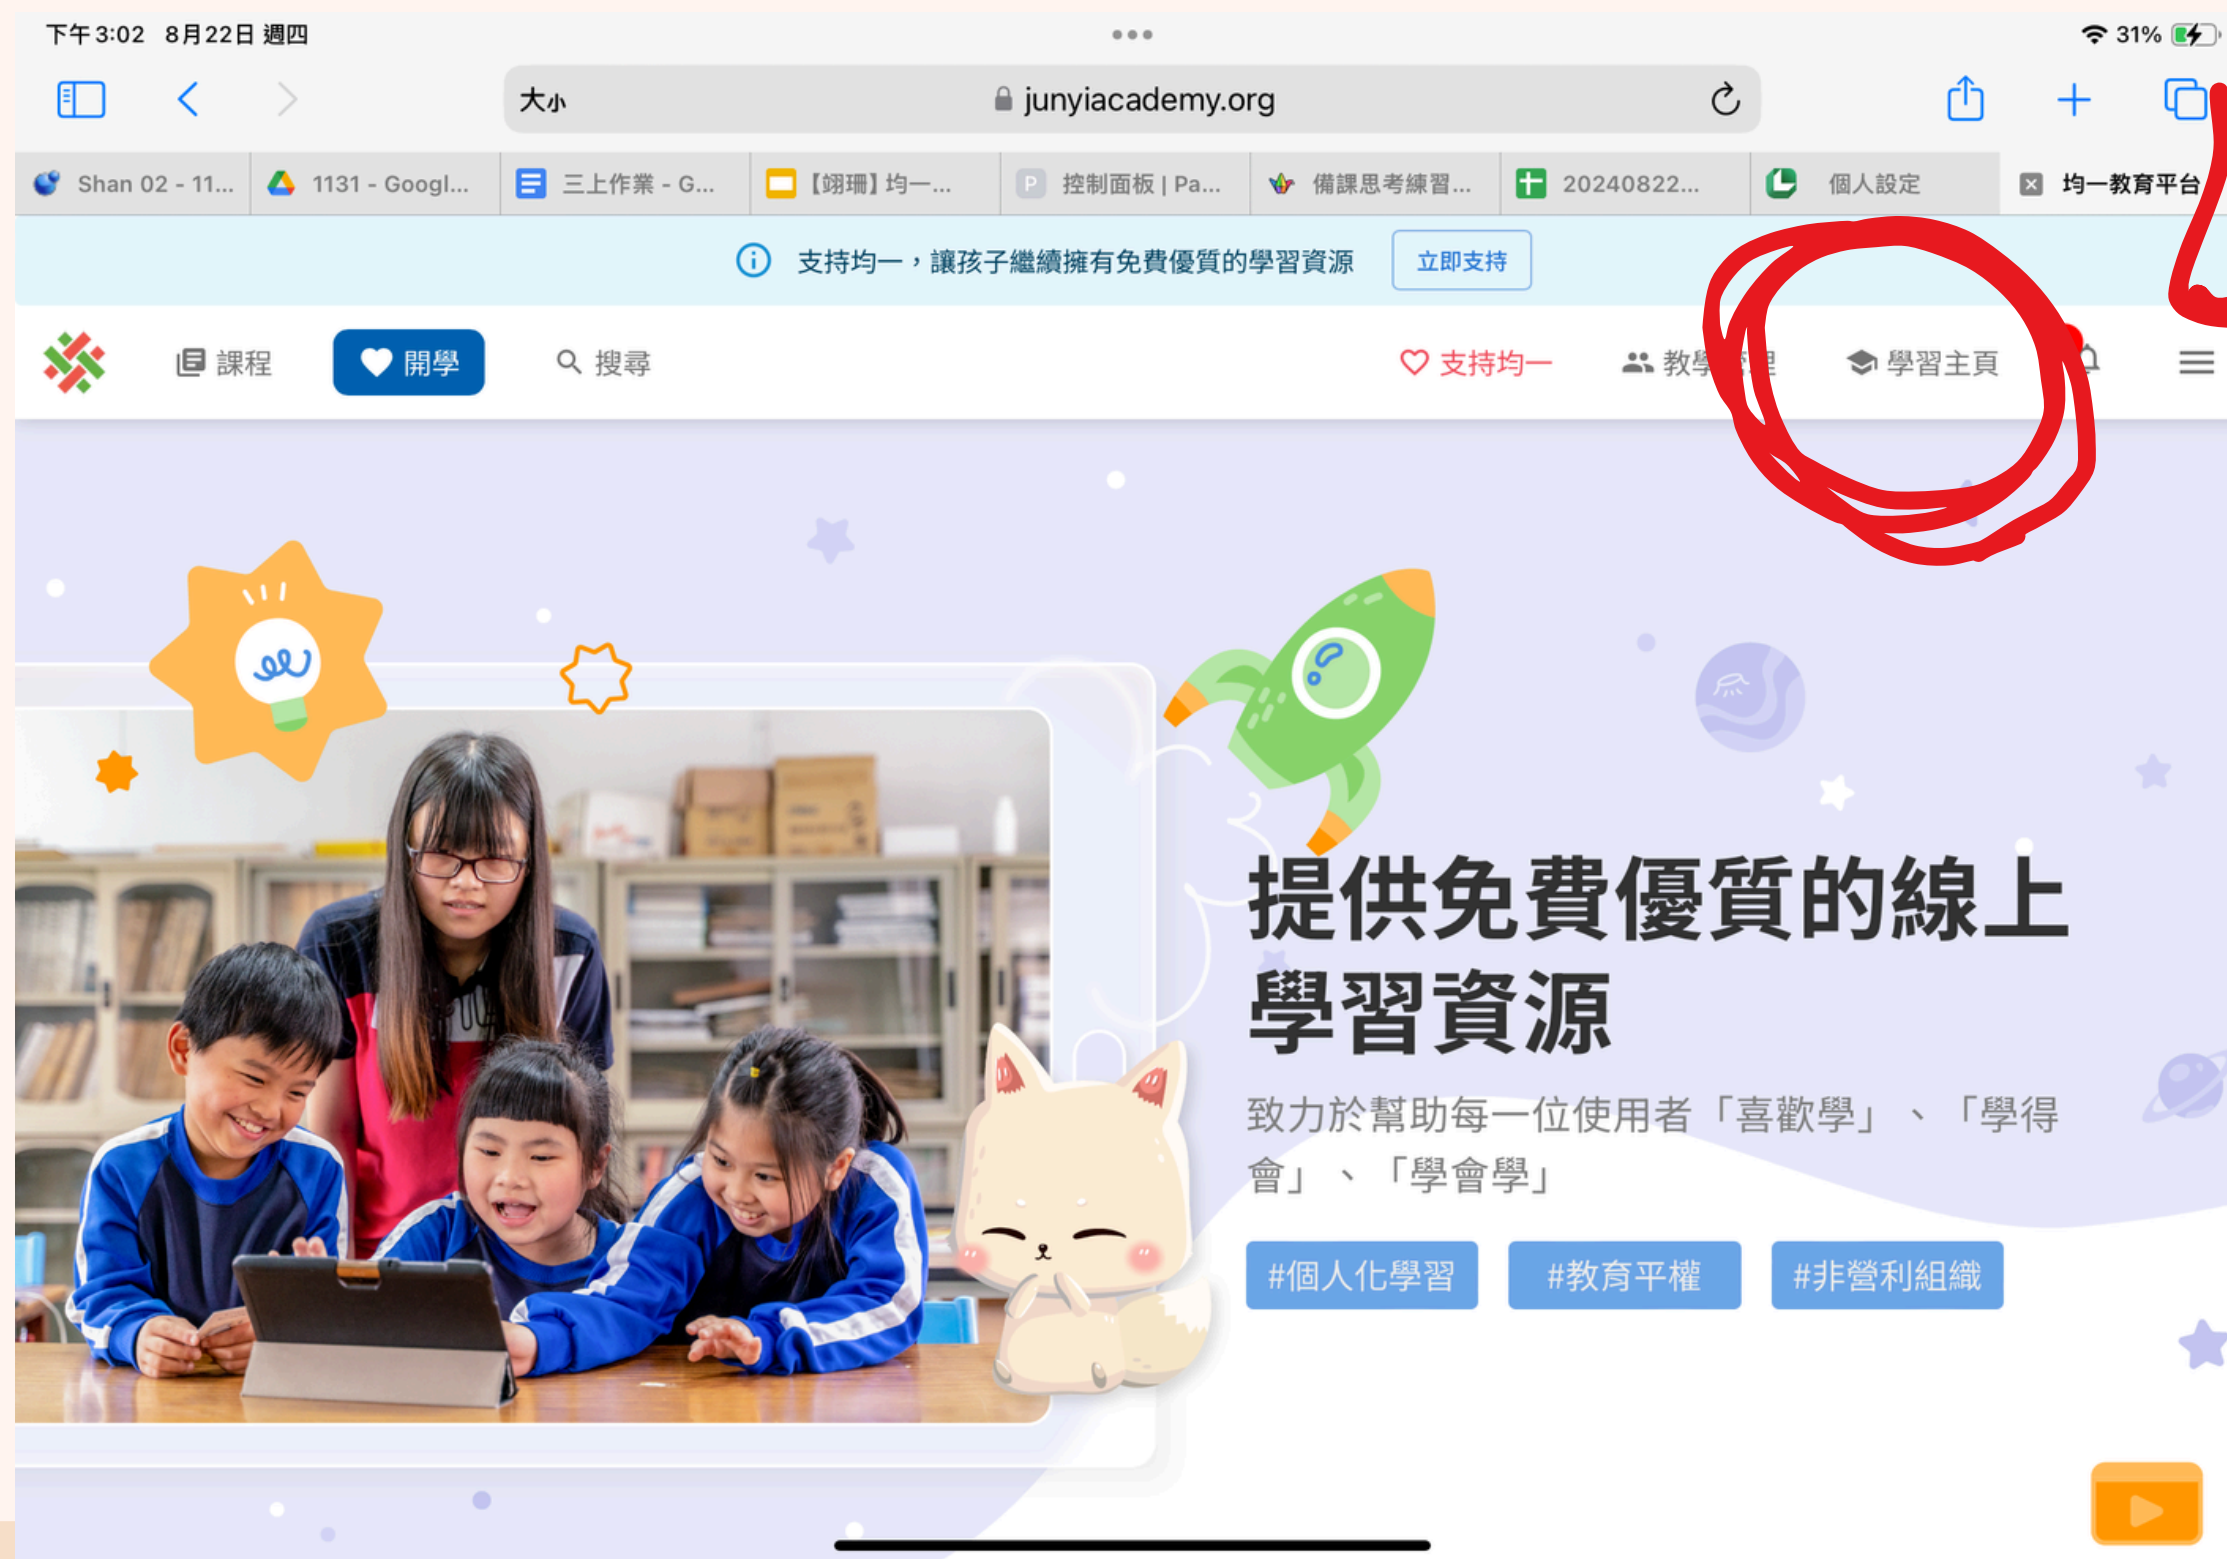 下午3:02 8月22日 週四
31%
大小
junyiacademy.org
Shan 02 - 11...
1131 - Googl...
三上作業 - G...
【翊珊】均一...
P 控制面板 | Pa...
備課思考練習...
20240822...
個人設定
均一教育平台
支持均一，讓孩子繼續擁有免費優質的學習資源
立即支持
課程
開學
搜尋
支持均一
教學管理
學習主頁
提供免費優質的線上
學習資源
致力於幫助每一位使用者「喜歡學」、「學得
會」、「學會學」
#個人化學習
#教育平權
#非營利組織